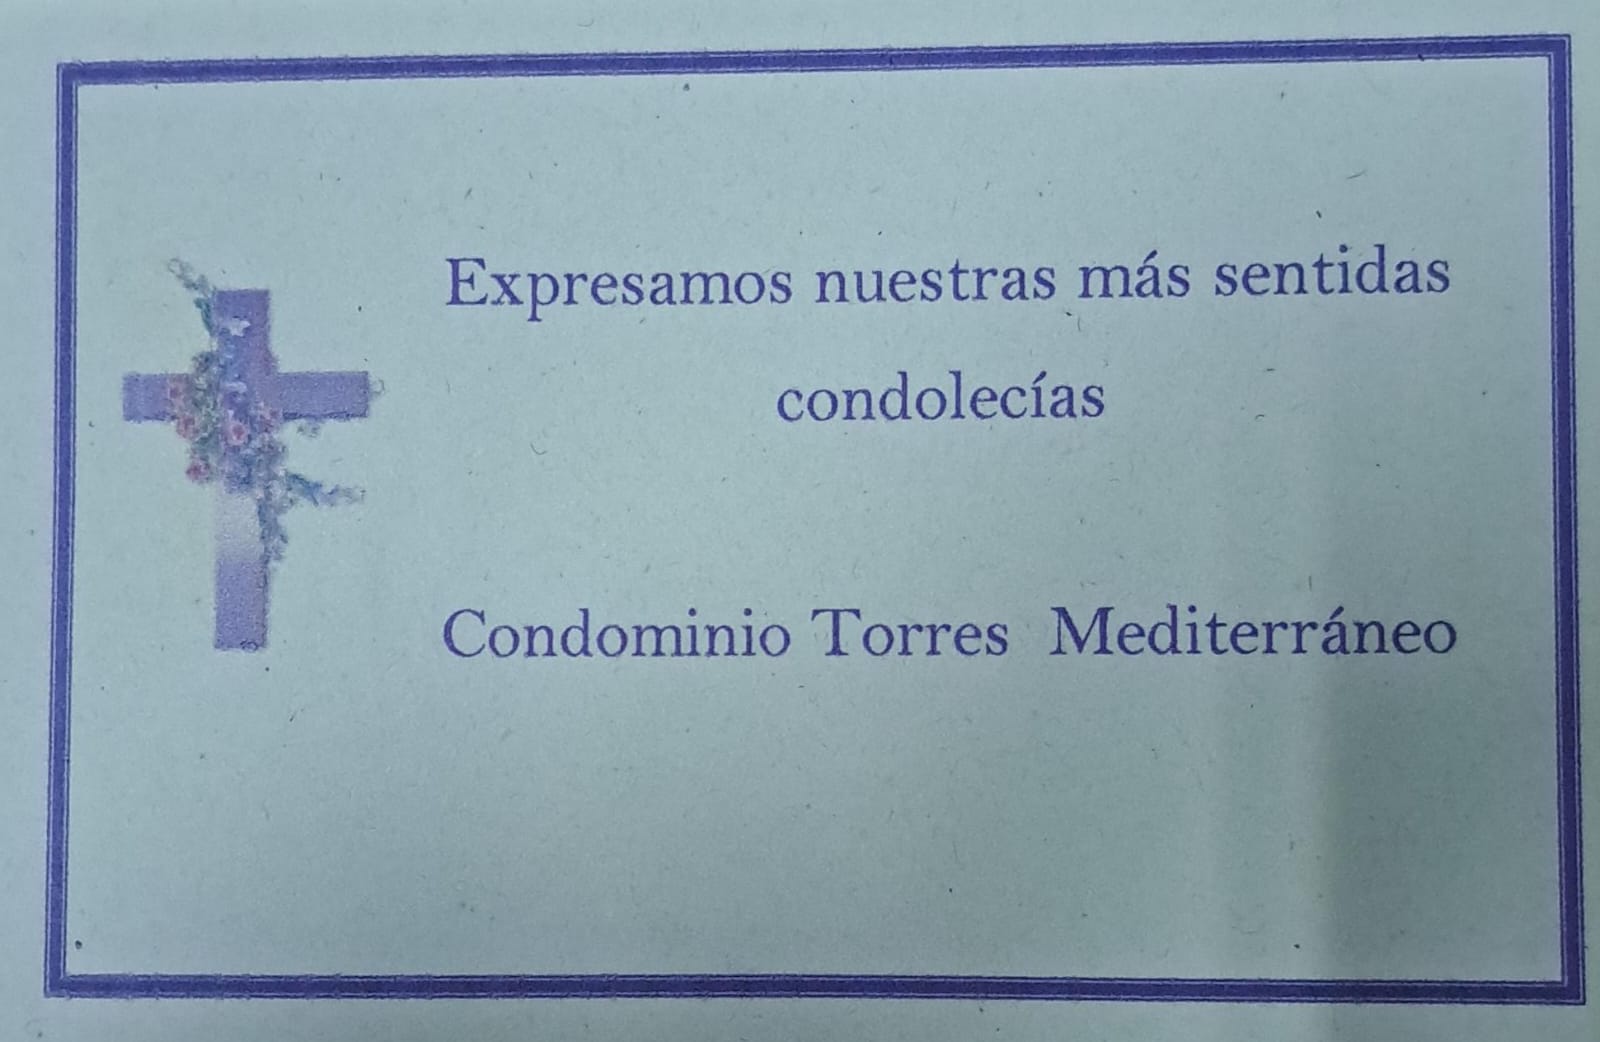 Expresamos nuestras más sentidas
condolecías
Condominio Torres Mediterráneo